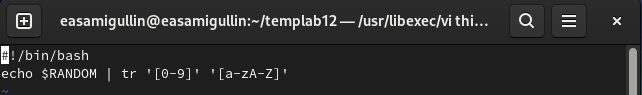 easamigullin@easamigullin:~/templab12 — /usr/libexec/vi thi...
#!/bin/bash
echo $RANDOM | tr '[0-9]' '[a-zA-Z]'
~